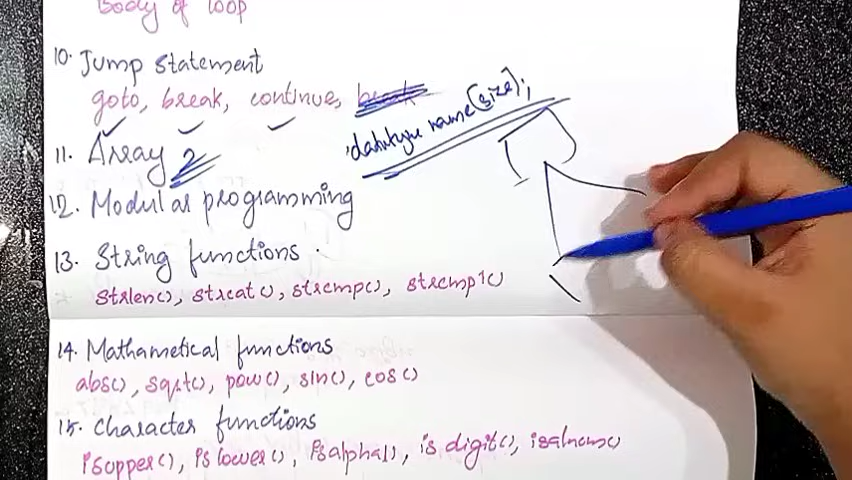 Body of loop
10. Jump statement
goto, break, continue, break
datatype name[size];
11. Array 2
12. Modular programming
13. String functions
strlen(), strcat(), strcmp(), strcmpi()
14. Mathametical functions
abs(), sqrt(), pow(), sin(), cos()
15. Character functions
isupper(), islower(), isalpha(), isdigit(), isalnum()